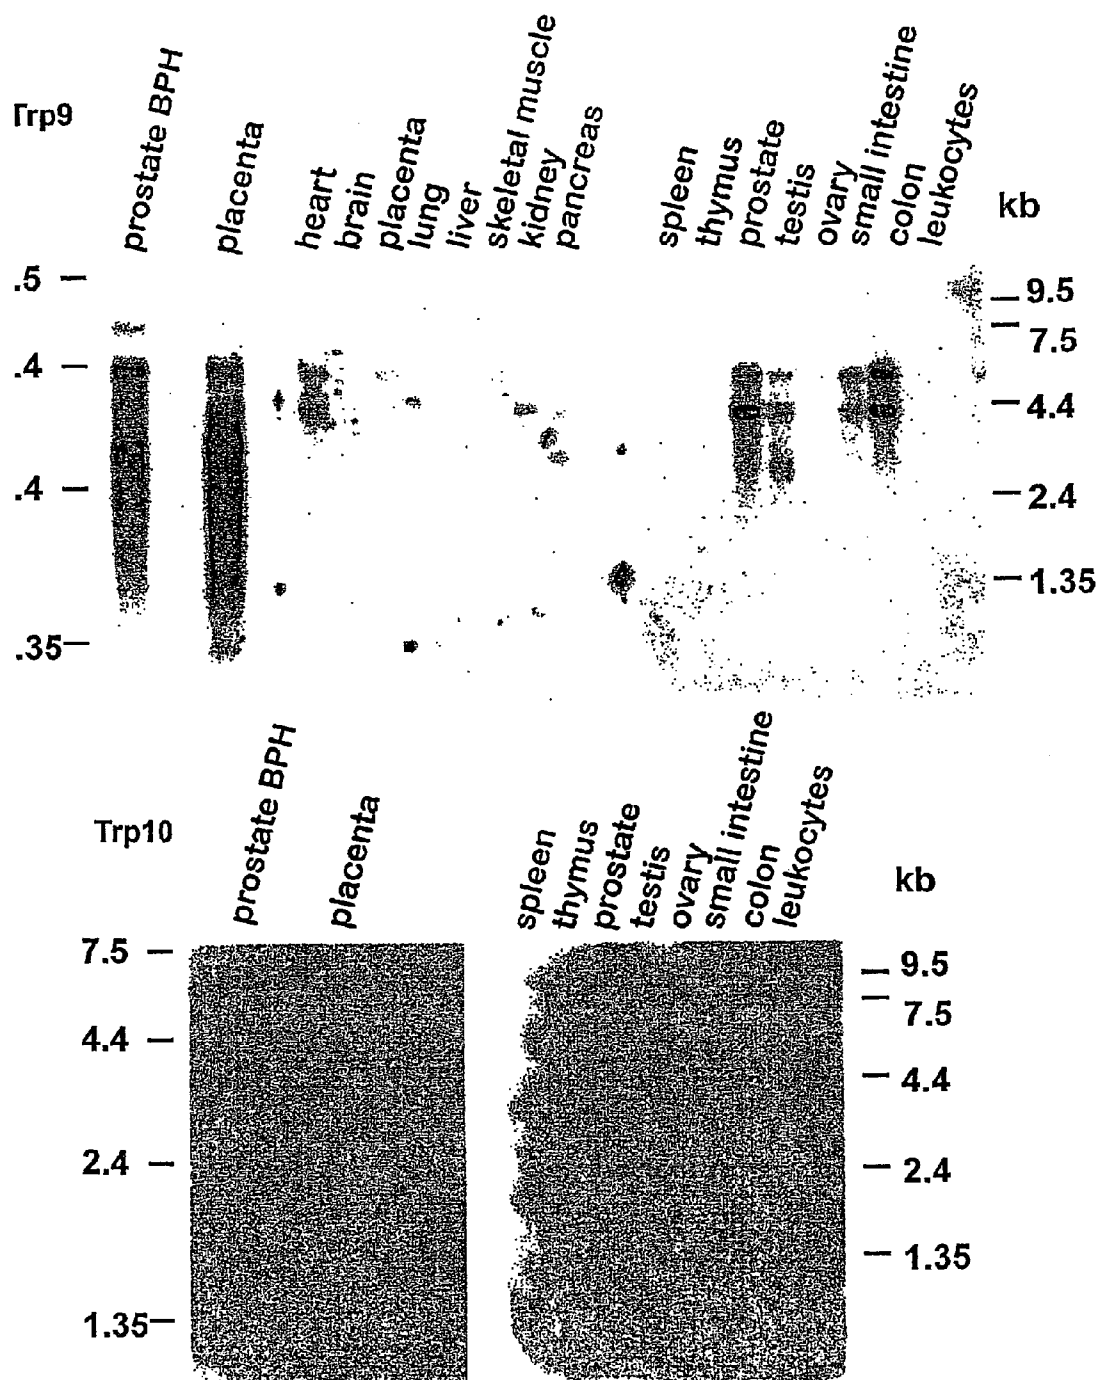 Trp9
prostate BPH
placenta
heart
brain
placenta
lung
liver
skeletal muscle
kidney
pancreas
spleen
thymus
prostate
testis
ovary
small intestine
colon
leukocytes
kb
.5
.4
.4
.35
9.5
7.5
4.4
2.4
1.35
Trp10
prostate BPH
placenta
spleen
thymus
prostate
testis
ovary
small intestine
colon
leukocytes
kb
7.5
4.4
2.4
1.35
9.5
7.5
4.4
2.4
1.35